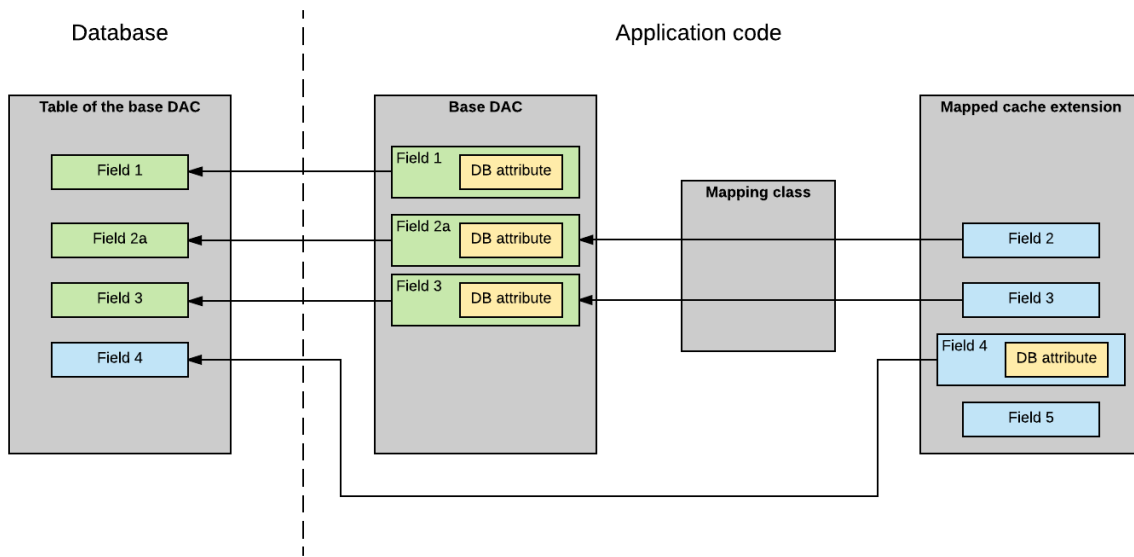 Database
Application code
Table of the base DAC
Field 1
Field 2a
Field 3
Field 4
Base DAC
Field 1
DB attribute
Field 2a
DB attribute
Field 3
DB attribute
Mapping class
Mapped cache extension
Field 2
Field 3
Field 4
DB attribute
Field 5